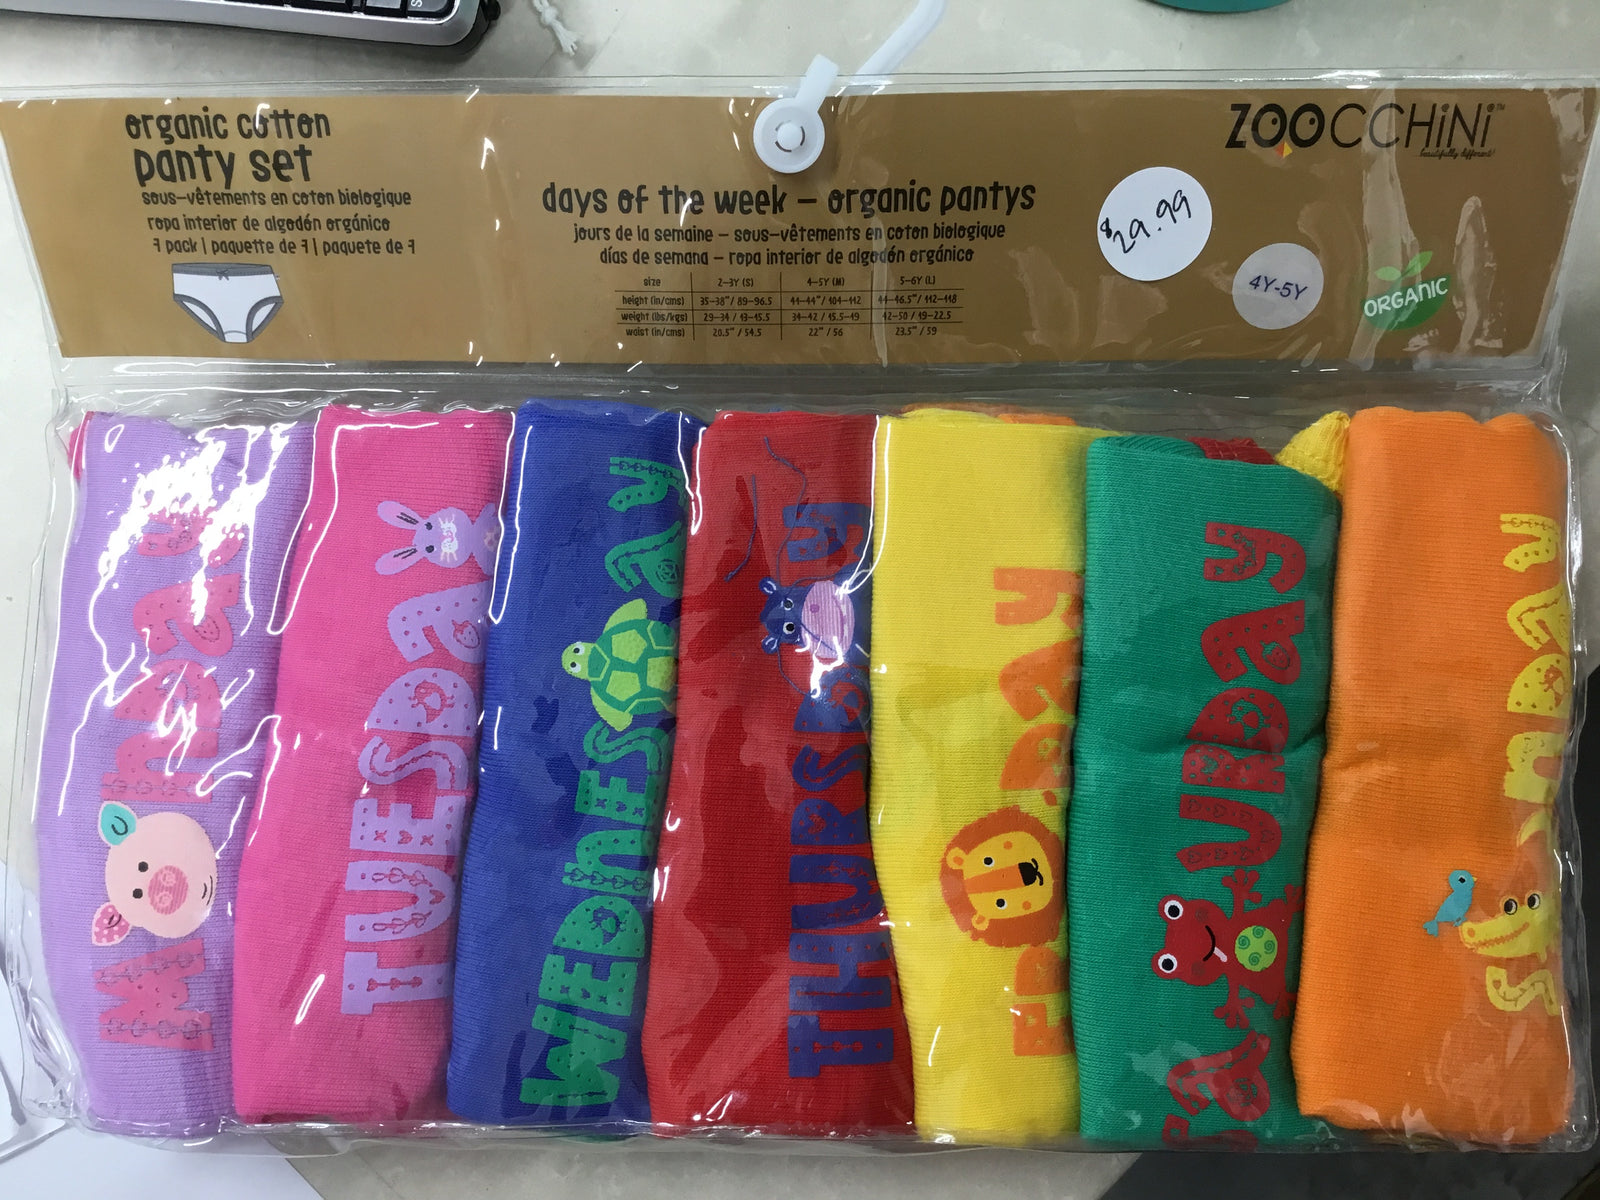 organic cotton
panty set
sous-vêtements en coton biologique
ropa interior de algodón orgánico
7 pack | paquette de 7 | paquete de 7
days of the week – organic pantys
jours de la semaine – sous-vêtements en coton biologique
días de semana – ropa interior de algodón orgánico
size 2-3Y (S) 4-5Y (M) 5-6Y (L)
height (in/cms) 35-38" / 89-96.5 41-44" / 104-112 44-46.5" / 112-118
weight (lbs/kgs) 29-34 / 13-15.5 34-42 / 15.5-19 42-50 / 19-22.5
waist (in/cms) 20.5" / 54.5 22" / 56 23.5" / 59
ZOOCCHiNi™
beautifully different!
$29.99
4Y-5Y
ORGANIC
MONDAY
TUESDAY
WEDNESDAY
THURSDAY
FRIDAY
SATURDAY
SUNDAY